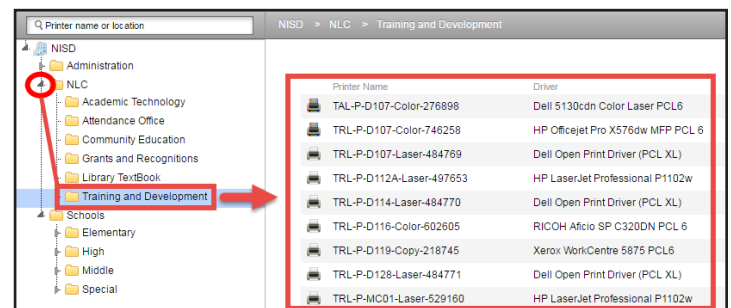 Printer name or location
NISD > NLC > Training and Development
NISD
Administration
NLC
Academic Technology
Attendance Office
Community Education
Grants and Recognitions
Library TextBook
Training and Development
Schools
Elementary
High
Middle
Special
Printer Name Driver
TAL-P-D107-Color-276898 Dell 5130cdn Color Laser PCL6
TRL-P-D107-Color-746258 HP Officejet Pro X576dw MFP PCL 6
TRL-P-D107-Laser-484769 Dell Open Print Driver (PCL XL)
TRL-P-D112A-Laser-497653 HP LaserJet Professional P1102w
TRL-P-D114-Laser-484770 Dell Open Print Driver (PCL XL)
TRL-P-D116-Color-602605 RICOH Aficio SP C320DN PCL 6
TRL-P-D119-Copy-218745 Xerox WorkCentre 5875 PCL6
TRL-P-D128-Laser-484771 Dell Open Print Driver (PCL XL)
TRL-P-MC01-Laser-529160 HP LaserJet Professional P1102w